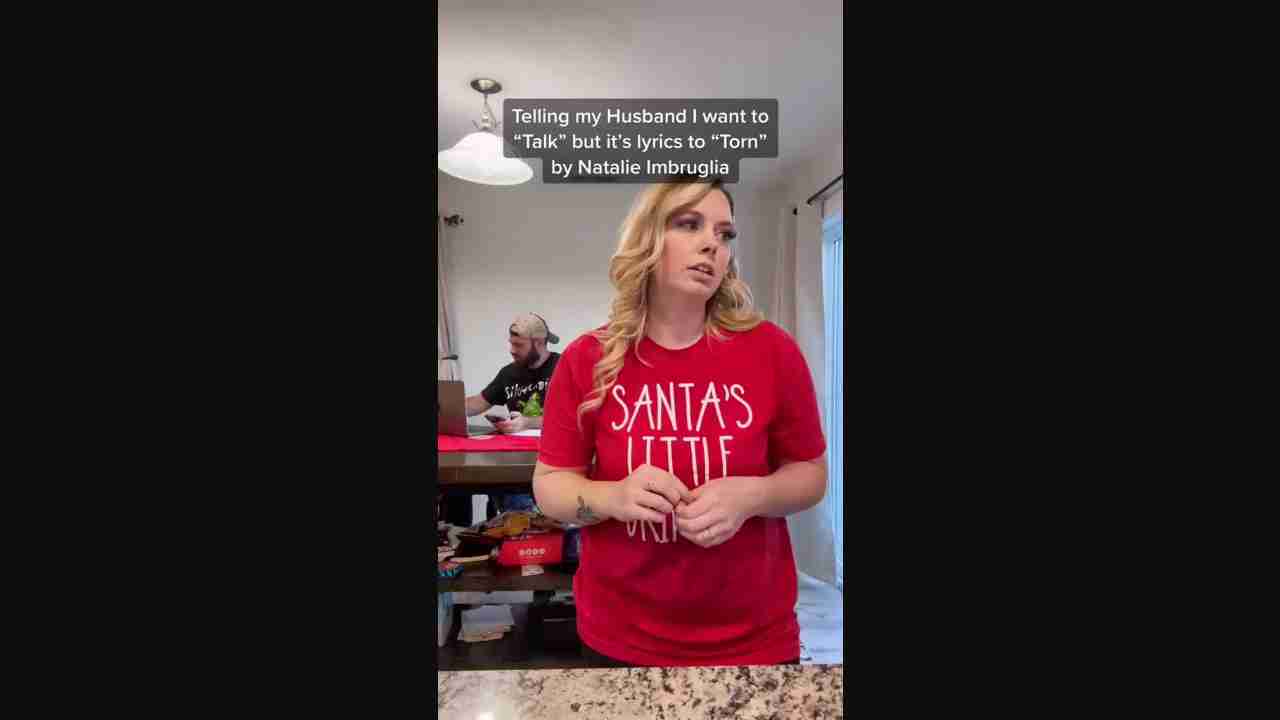 Telling my Husband I want to
“Talk” but it’s lyrics to “Torn”
by Natalie Imbruglia
SANTA'S
LITTLE